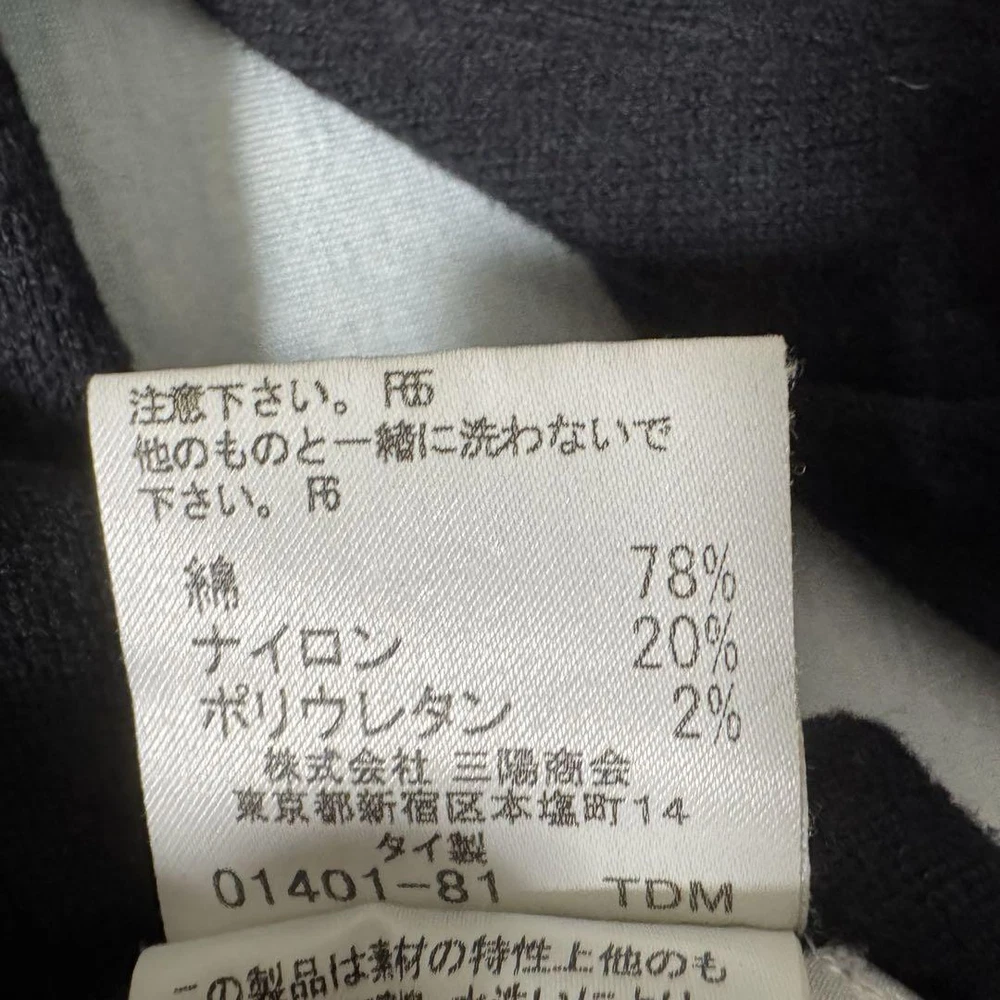 注意下さい。 F65
他のものと一緒に洗わないで
下さい。 F6
綿 78%
ナイロン 20%
ポリウレタン 2%
株式会社 三陽商会
東京都新宿区本塩町14
タイ製
01401-81 TDM
この製品は素材の特性上他のも